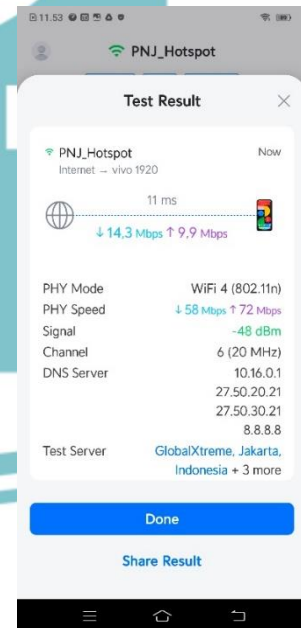 11.53
PNJ_Hotspot
Test Result
PNJ_Hotspot Now
Internet → vivo 1920
11 ms
↓ 14,3 Mbps ↑ 9,9 Mbps
PHY Mode WiFi 4 (802.11n)
PHY Speed ↓ 58 Mbps ↑ 72 Mbps
Signal -48 dBm
Channel 6 (20 MHz)
DNS Server 10.16.0.1
27.50.20.21
27.50.30.21
8.8.8.8
Test Server GlobalXtreme, Jakarta,
Indonesia + 3 more
Done
Share Result